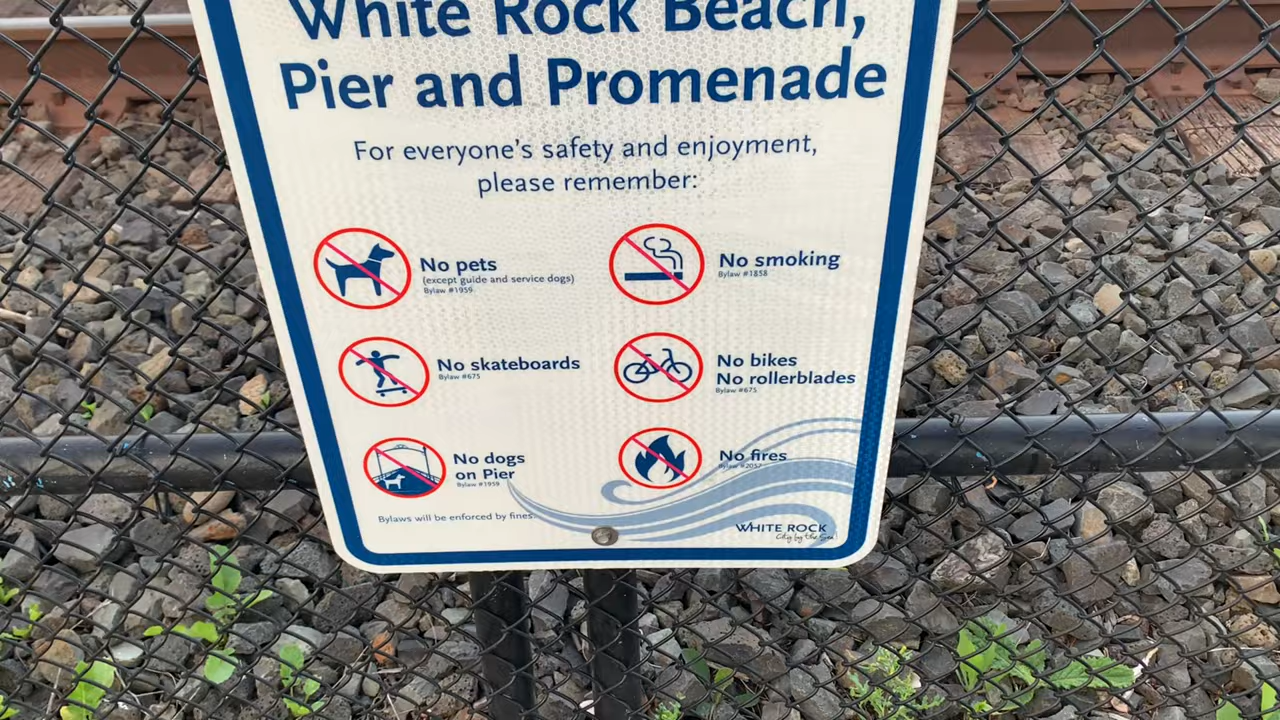 White Rock Beach,
Pier and Promenade
For everyone's safety and enjoyment,
please remember:
No pets
(except guide and service dogs)
Bylaw #1959
No smoking
Bylaw #1858
No skateboards
Bylaw #675
No bikes
No rollerblades
Bylaw #675
No dogs
on Pier
Bylaw #1959
No fires
Bylaw #2057
Bylaws will be enforced by fines.
WHITE ROCK
City by the Sea!